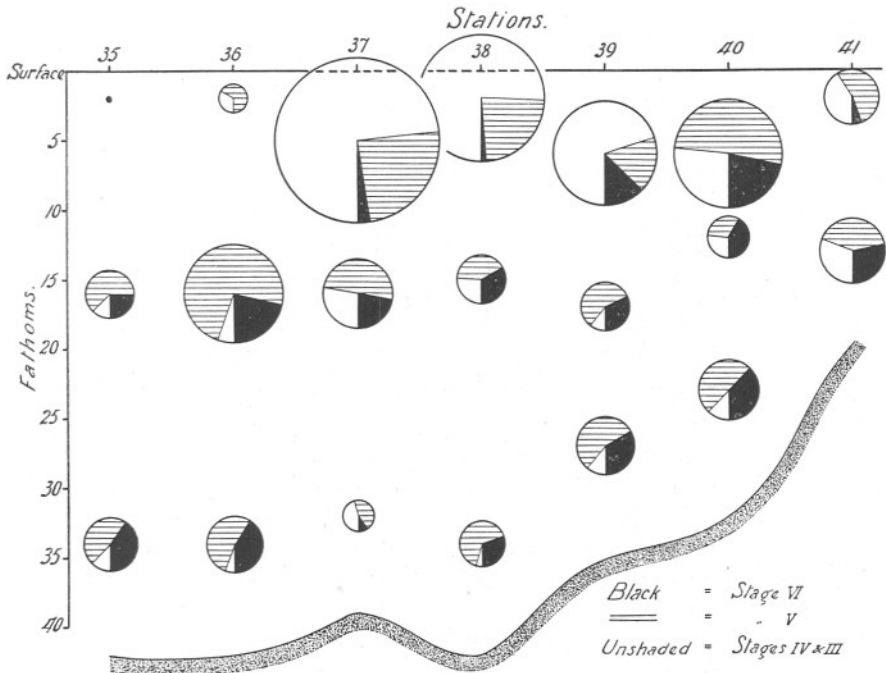 Stations.
35 36 37 38 39 40 41
Surface
5
10
15
20
25
30
35
40
Fathoms.
Black = Stage VI
= " V
Unshaded = Stages IV & III